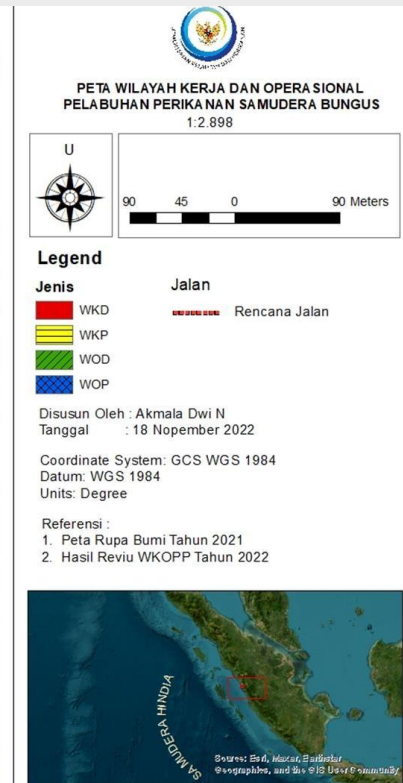 PETA WILAYAH KERJA DAN OPERASIONAL
PELABUHAN PERIKANAN SAMUDERA BUNGUS
1:2.898
U
90 45 0 90 Meters
Legend
Jenis
Jalan
WKD
Rencana Jalan
WKP
WOD
WOP
Disusun Oleh : Akmala Dwi N
Tanggal : 18 Nopember 2022
Coordinate System: GCS WGS 1984
Datum: WGS 1984
Units: Degree
Referensi :
1. Peta Rupa Bumi Tahun 2021
2. Hasil Reviu WKOPP Tahun 2022
SAMUDERA HINDIA
Source: Esri, Maxar, Earthstar
Geographics, and the GIS User Community